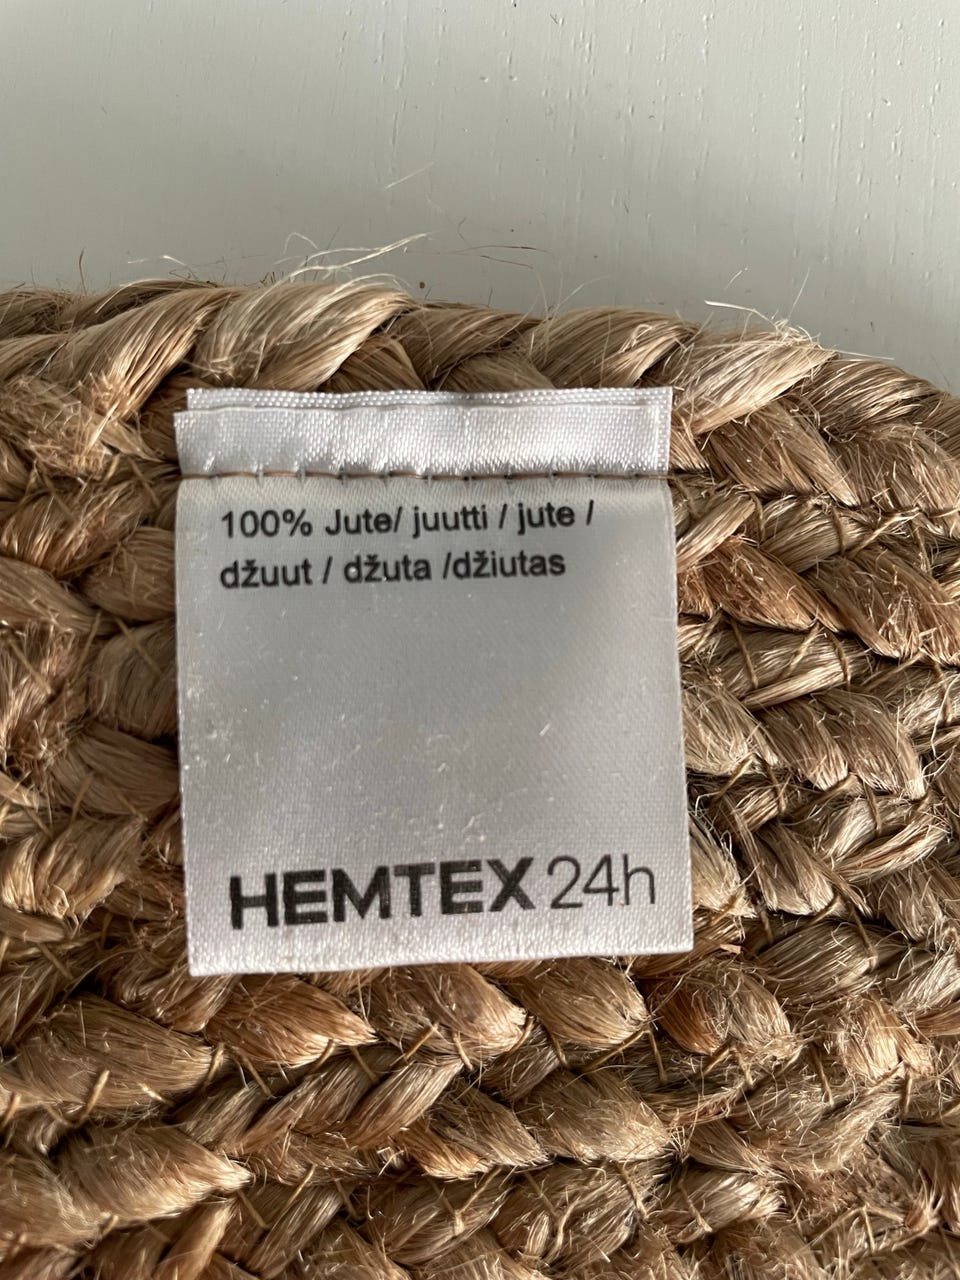 100% Jute/ juutti / jute /
džuut / džuta /džiutas
HEMTEX 24h